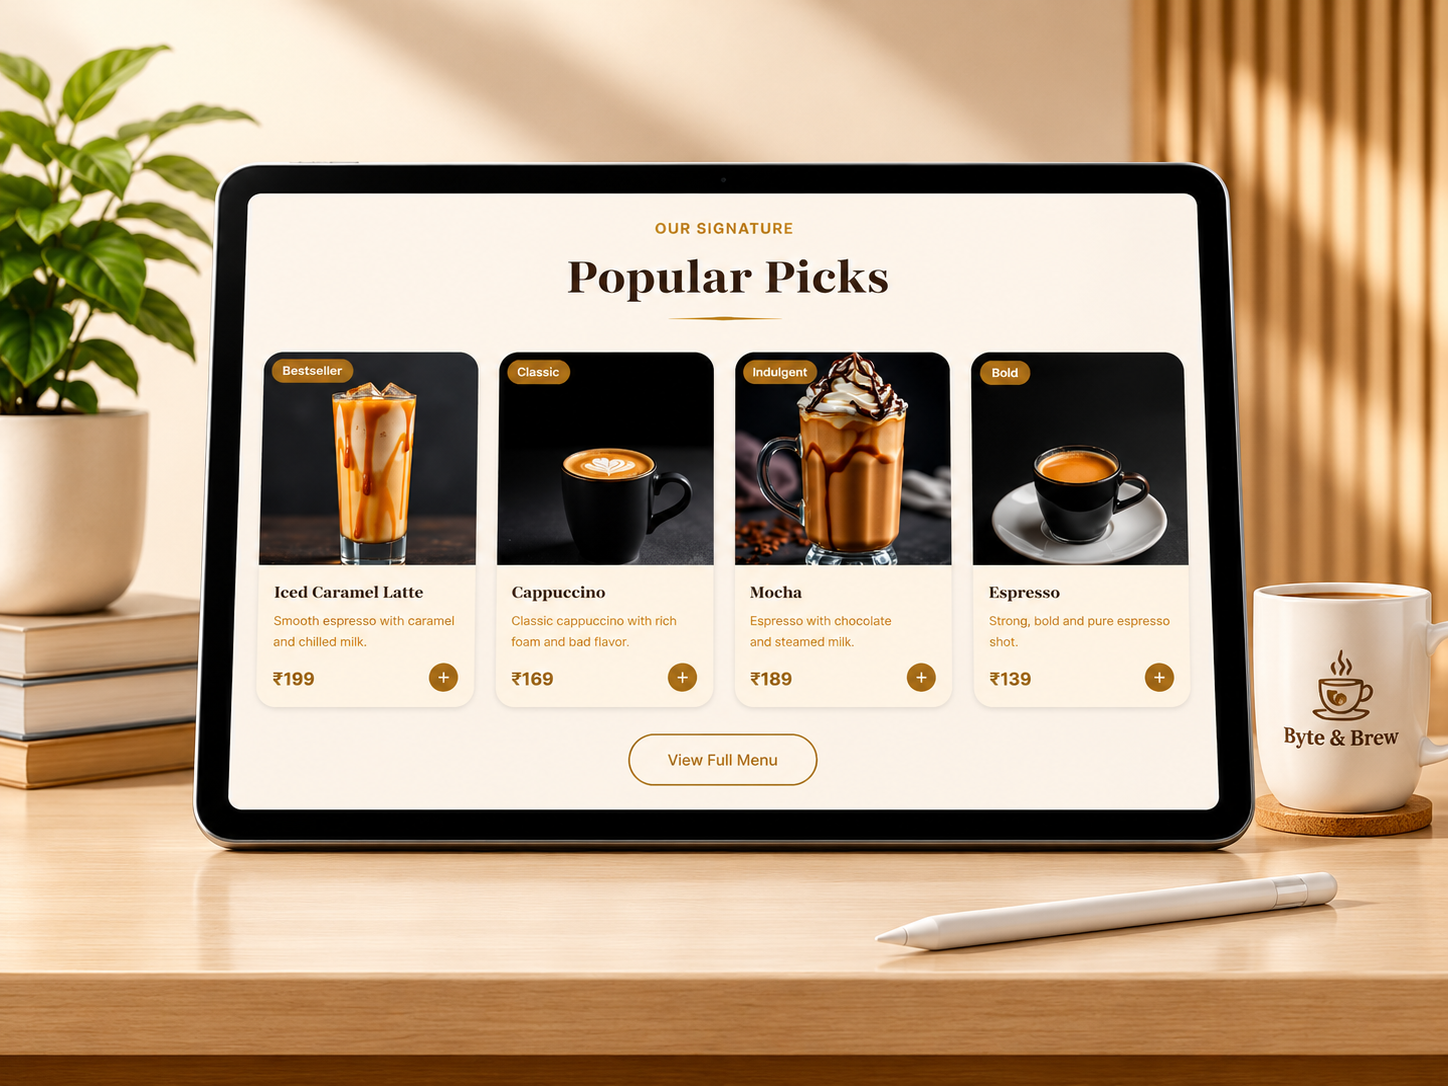 OUR SIGNATURE
Popular Picks
Bestseller
Iced Caramel Latte
Smooth espresso with caramel
and chilled milk.
₹199
+
Classic
Cappuccino
Classic cappuccino with rich
foam and bad flavor.
₹169
+
Indulgent
Mocha
Espresso with chocolate
and steamed milk.
₹189
+
Bold
Espresso
Strong, bold and pure espresso
shot.
₹139
+
View Full Menu
Byte & Brew